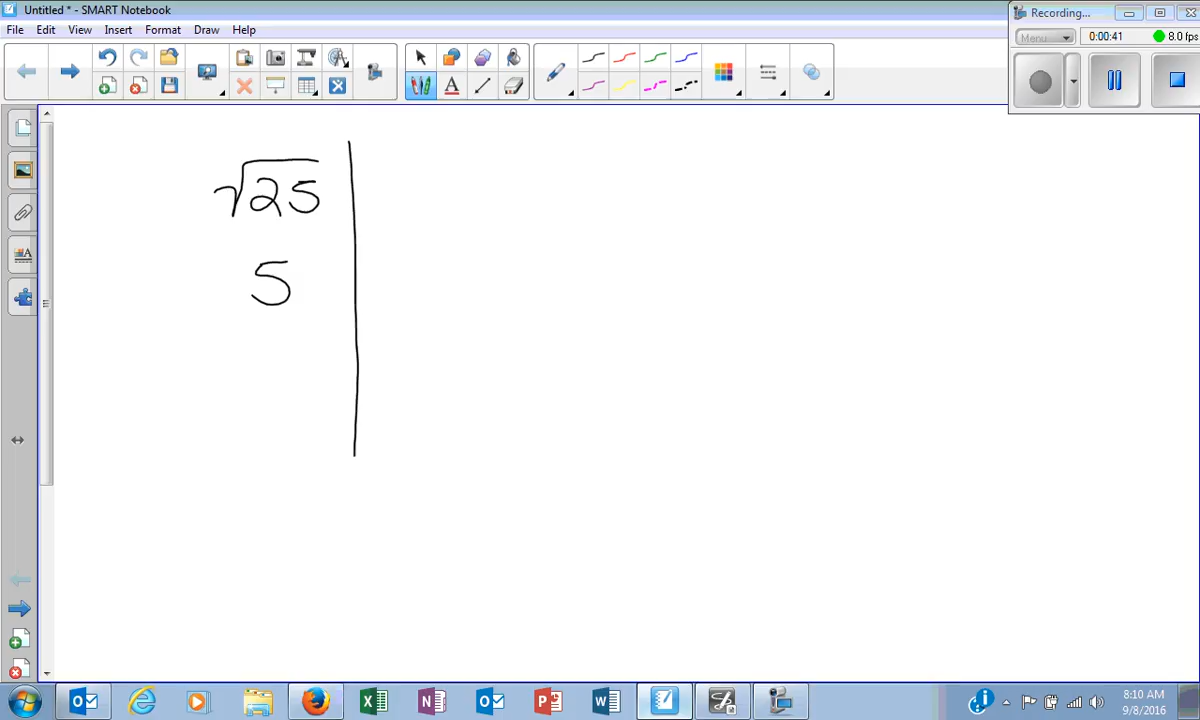 Untitled * - SMART Notebook
File Edit View Insert Format Draw Help
Recording...
Menu
0:00:41
8.0 fps
√25
5
8:10 AM
9/8/2016